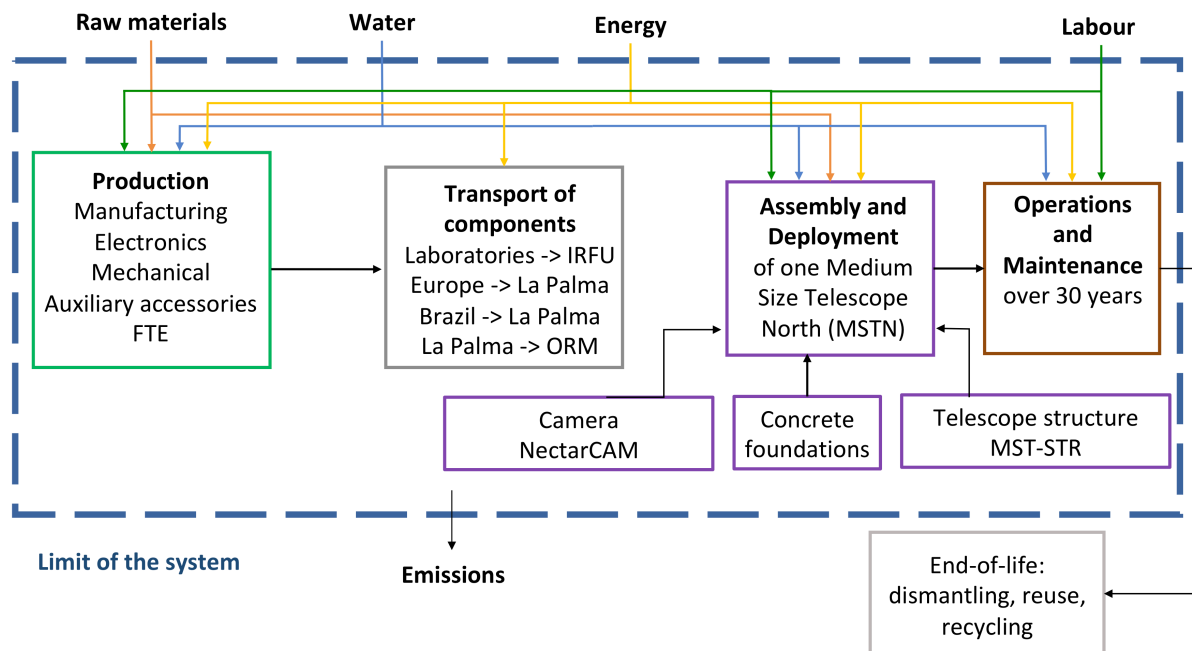 Raw materials
Water
Energy
Labour
Production
Manufacturing
Electronics
Mechanical
Auxiliary accessories
FTE
Transport of
components
Laboratories -> IRFU
Europe -> La Palma
Brazil -> La Palma
La Palma -> ORM
Assembly and
Deployment
of one Medium
Size Telescope
North (MSTN)
Operations
and
Maintenance
over 30 years
Camera
NectarCAM
Concrete
foundations
Telescope structure
MST-STR
Limit of the system
Emissions
End-of-life:
dismantling, reuse,
recycling